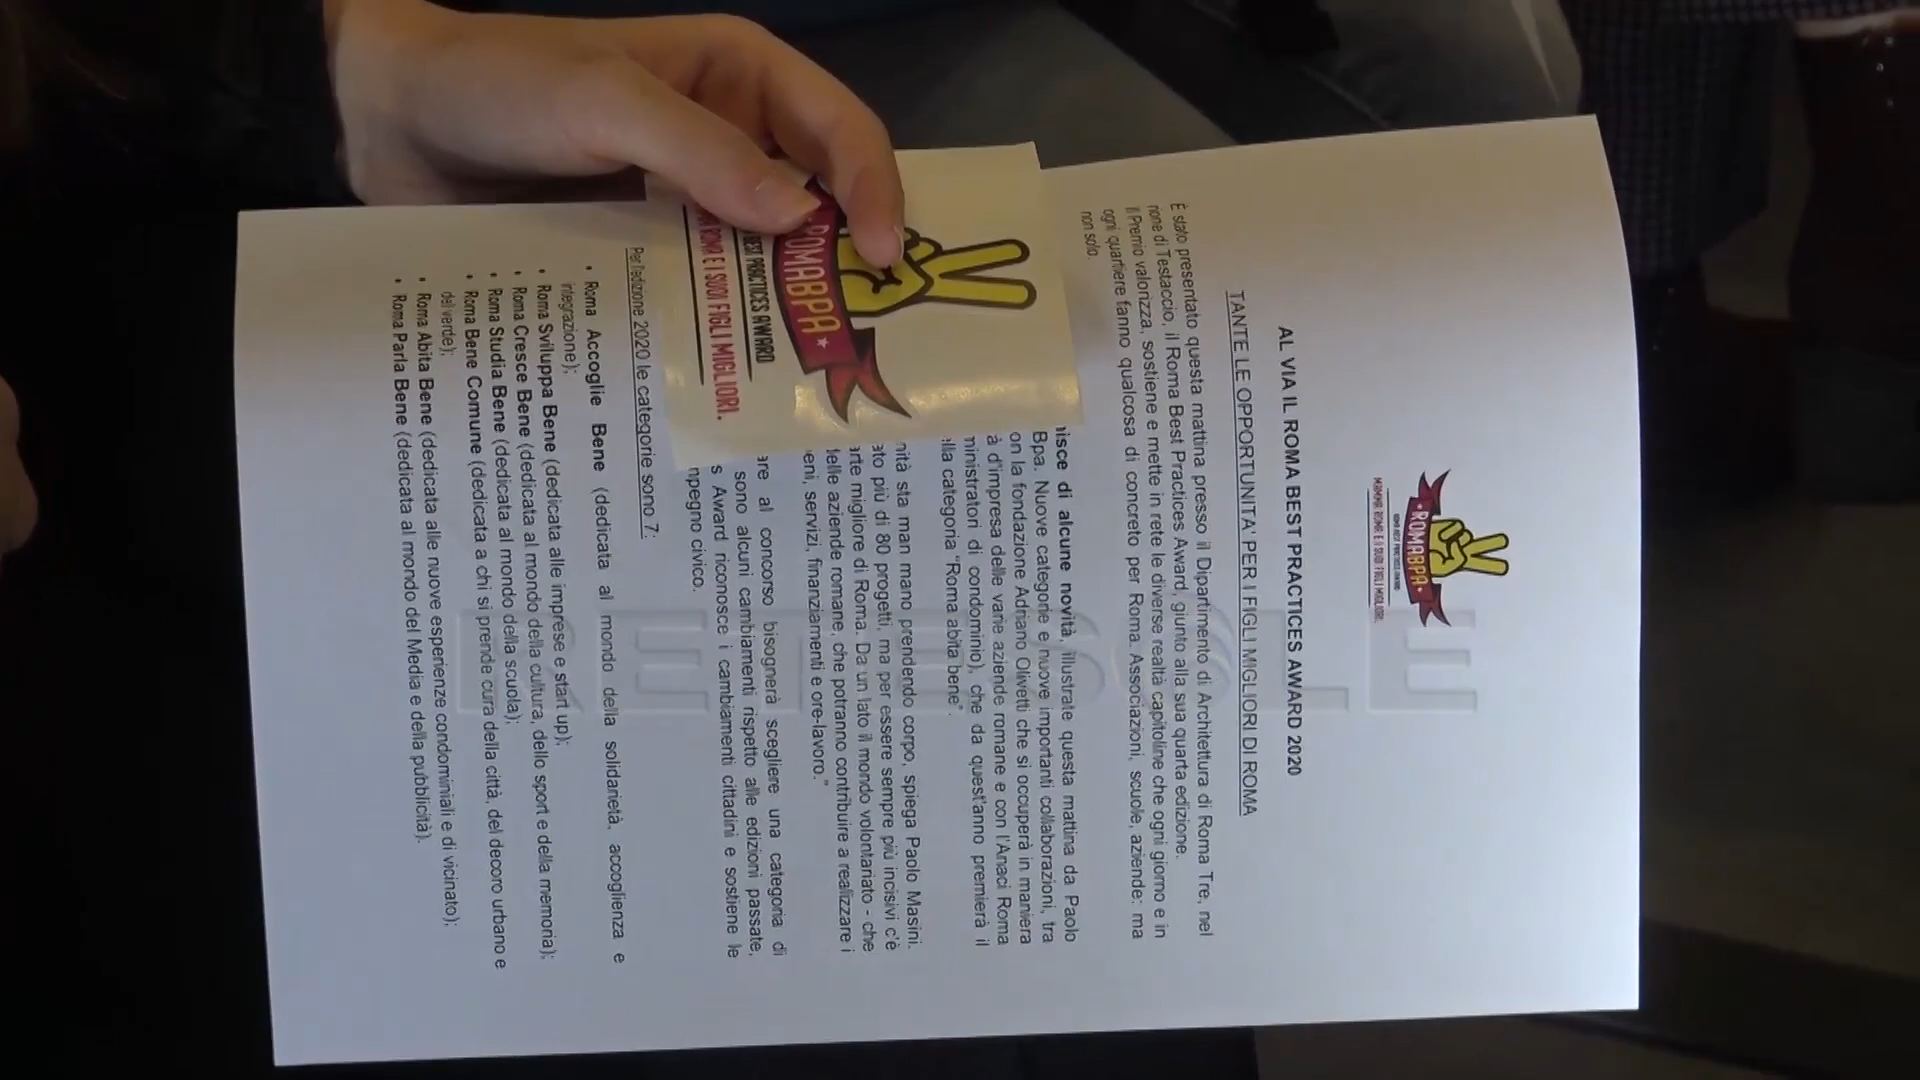 ROMABPA
ROMA BEST PRACTICES AWARD
MAMMA ROMA E I SUOI FIGLI MIGLIORI.
AL VIA IL ROMA BEST PRACTICES AWARD 2020
TANTE LE OPPORTUNITA' PER I FIGLI MIGLIORI DI ROMA
È stato presentato questa mattina presso il Dipartimento di Architettura di Roma Tre, nel
rione di Testaccio, il Roma Best Practices Award, giunto alla sua quarta edizione.
Il Premio valorizza, sostiene e mette in rete le diverse realtà capitoline che ogni giorno e in
ogni quartiere fanno qualcosa di concreto per Roma. Associazioni, scuole, aziende: ma
non solo.
isce di alcune novità, illustrate questa mattina da Paolo
Bpa. Nuove categorie e nuove importanti collaborazioni, tra
on la fondazione Adriano Olivetti che si occuperà in maniera
à d'impresa delle varie aziende romane e con l'Anaci Roma
ministratori di condominio), che da quest'anno premierà il
lla categoria "Roma abita bene".
nità sta man mano prendendo corpo, spiega Paolo Masini.
ato più di 80 progetti, ma per essere sempre più incisivi c'è
arte migliore di Roma. Da un lato il mondo volontariato - che
delle aziende romane, che potranno contribuire a realizzare i
eni, servizi, finanziamenti e ore-lavoro."
are al concorso bisognerà scegliere una categoria di
sono alcuni cambiamenti rispetto alle edizioni passate,
s Award riconosce i cambiamenti cittadini e sostiene le
mpegno civico.
Per l'edizione 2020 le categorie sono 7:
• Roma Accoglie Bene (dedicata al mondo della solidarietà, accoglienza e
integrazione);
• Roma Sviluppa Bene (dedicata alle imprese e start up);
• Roma Cresce Bene (dedicata al mondo della cultura, dello sport e della memoria);
• Roma Studia Bene (dedicata al mondo della scuola);
• Roma Bene Comune (dedicata a chi si prende cura della città, del decoro urbano e
del verde);
• Roma Abita Bene (dedicata alle nuove esperienze condominiali e di vicinato);
• Roma Parla Bene (dedicata al mondo del Media e della pubblicità).
ROMABPA
BEST PRACTICES AWARD
ROMA E I SUOI FIGLI MIGLIORI.
RETESOLE